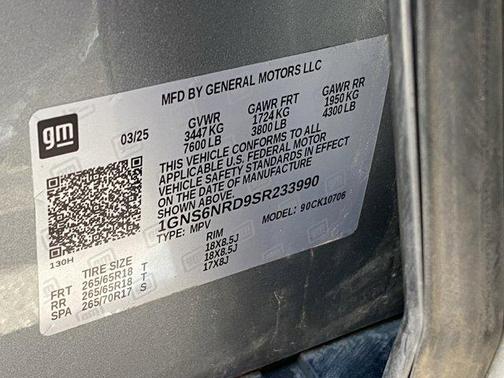 MFD BY GENERAL MOTORS LLC
gm
03/25
GVWR
3447 KG
7600 LB
GAWR FRT
1724 KG
3800 LB
GAWR RR
1950 KG
4300 LB
THIS VEHICLE CONFORMS TO ALL
APPLICABLE U.S. FEDERAL MOTOR
VEHICLE SAFETY STANDARDS IN EFFECT
ON THE DATE OF MANUFACTURE
SHOWN ABOVE
1GNS6NRD9SR233990
TYPE: MPV
MODEL: 90CK10706
130H
TIRE SIZE
RIM
FRT 265/65R18 T 18X8.5J
RR 265/65R18 T 18X8.5J
SPA 265/70R17 S 17X8J